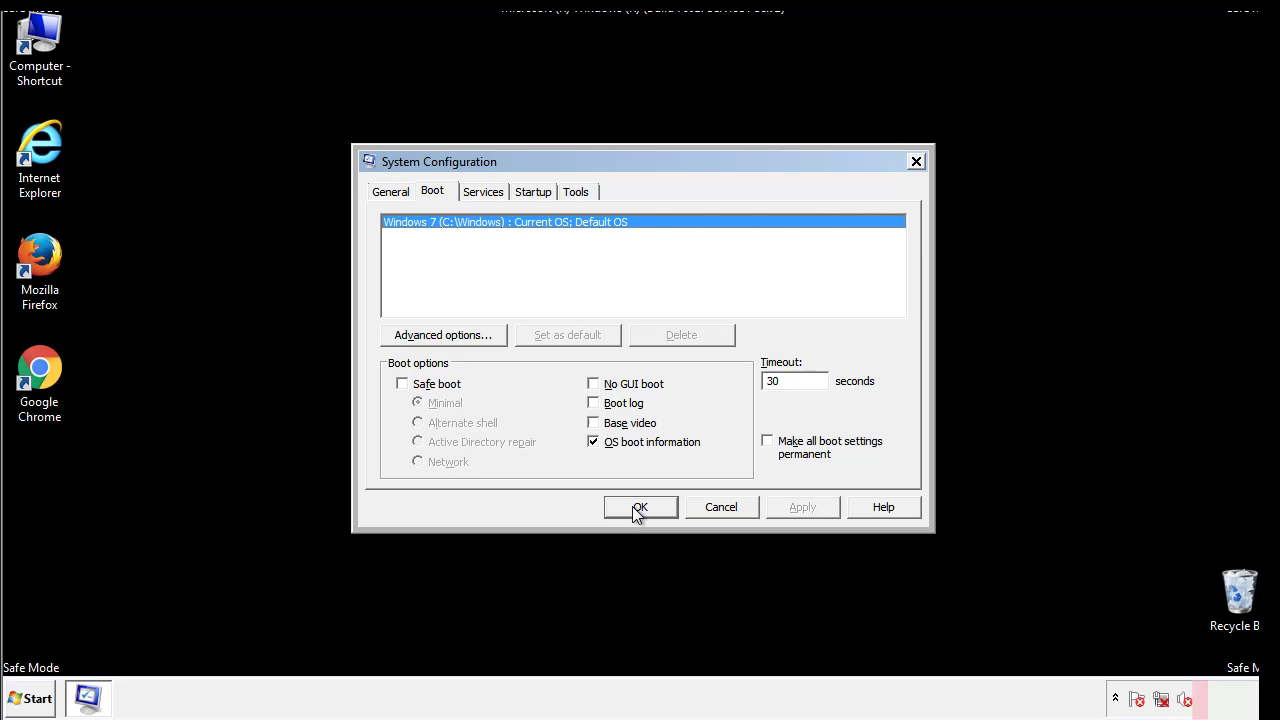 Computer -
Shortcut
Internet
Explorer
Mozilla
Firefox
Google
Chrome
System Configuration
General
Boot
Services
Startup
Tools
Windows 7 (C:\Windows) : Current OS; Default OS
Advanced options...
Set as default
Delete
Boot options
Safe boot
Minimal
Alternate shell
Active Directory repair
Network
No GUI boot
Boot log
Base video
OS boot information
Timeout:
30 seconds
Make all boot settings
permanent
OK
Cancel
Apply
Help
Recycle B
Safe Mode
Safe M
Start